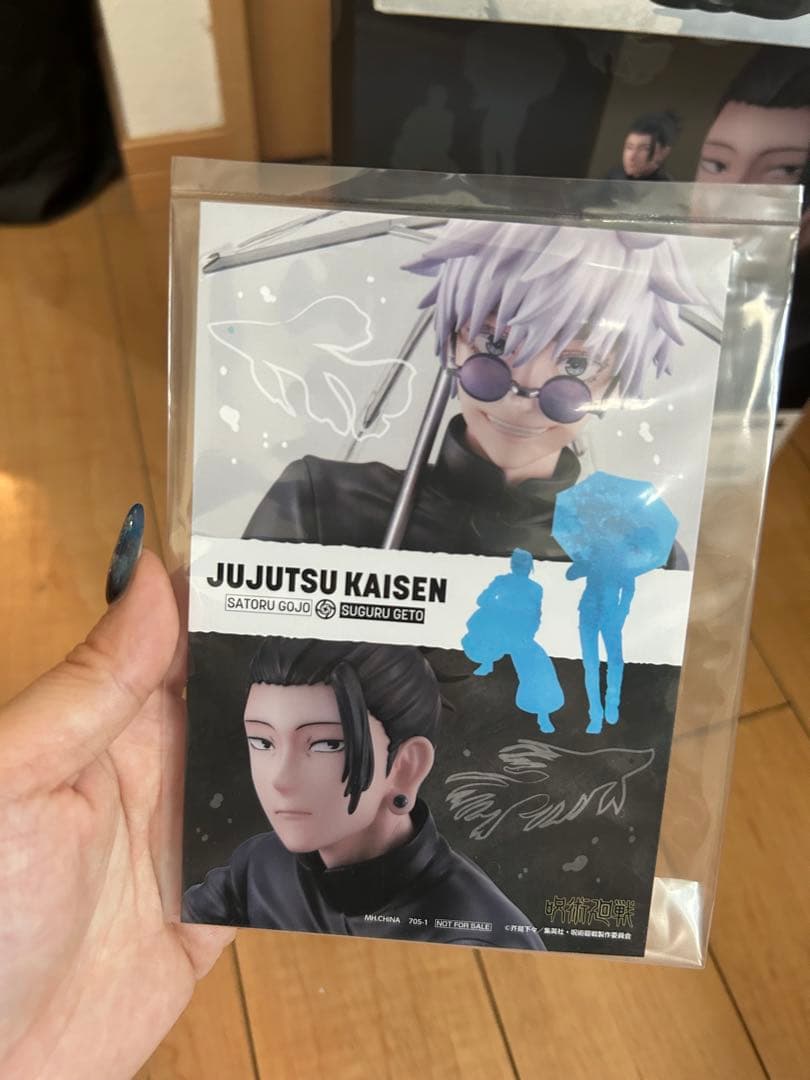 JUJUTSU KAISEN
SATORU GOJO SUGURU GETO
呪術廻戦
MH.CHINA 705-1 NOT FOR SALE
©芥見下々／集英社・呪術廻戦製作委員会